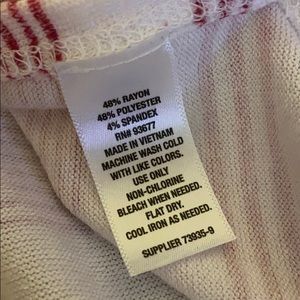 48% RAYON
48% POLYESTER
4% SPANDEX
RN# 93677
MADE IN VIETNAM
MACHINE WASH COLD
WITH LIKE COLORS.
USE ONLY
NON-CHLORINE
BLEACH WHEN NEEDED.
FLAT DRY.
COOL IRON AS NEEDED.
SUPPLIER 73935-9